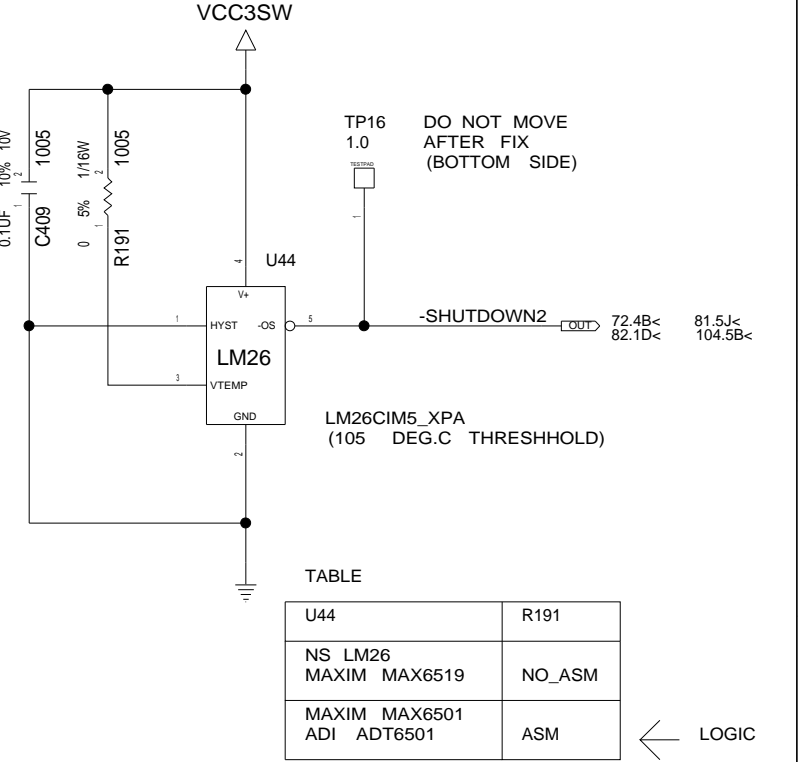 VCC3SW
0.1UF 10% 10V
2
1
1005
C409
0 5% 1/16W
2
1
1005
R191
TP16
1.0
DO NOT MOVE
AFTER FIX
(BOTTOM SIDE)
TESTPAD
1
4
U44
V+
1
HYST
-OS
5
LM26
3
VTEMP
GND
2
-SHUTDOWN2
OUT
72.4B< 81.5J<
82.1D< 104.5B<
LM26CIM5_XPA
(105 DEG.C THRESHHOLD)
TABLE
U44 R191
NS LM26
MAXIM MAX6519 NO_ASM
MAXIM MAX6501
ADI ADT6501 ASM
LOGIC